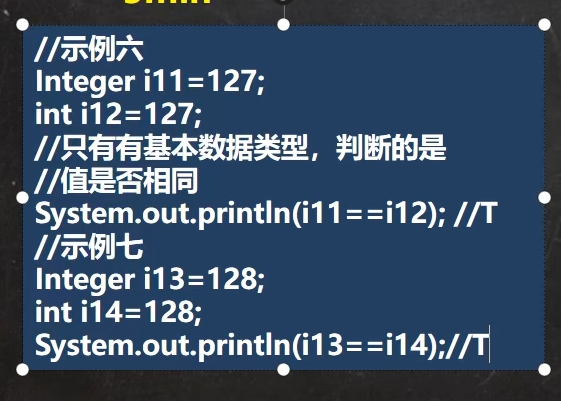 5min
//示例六
Integer i11=127;
int i12=127;
//只有有基本数据类型，判断的是
//值是否相同
System.out.println(i11==i12); //T
//示例七
Integer i13=128;
int i14=128;
System.out.println(i13==i14);//T